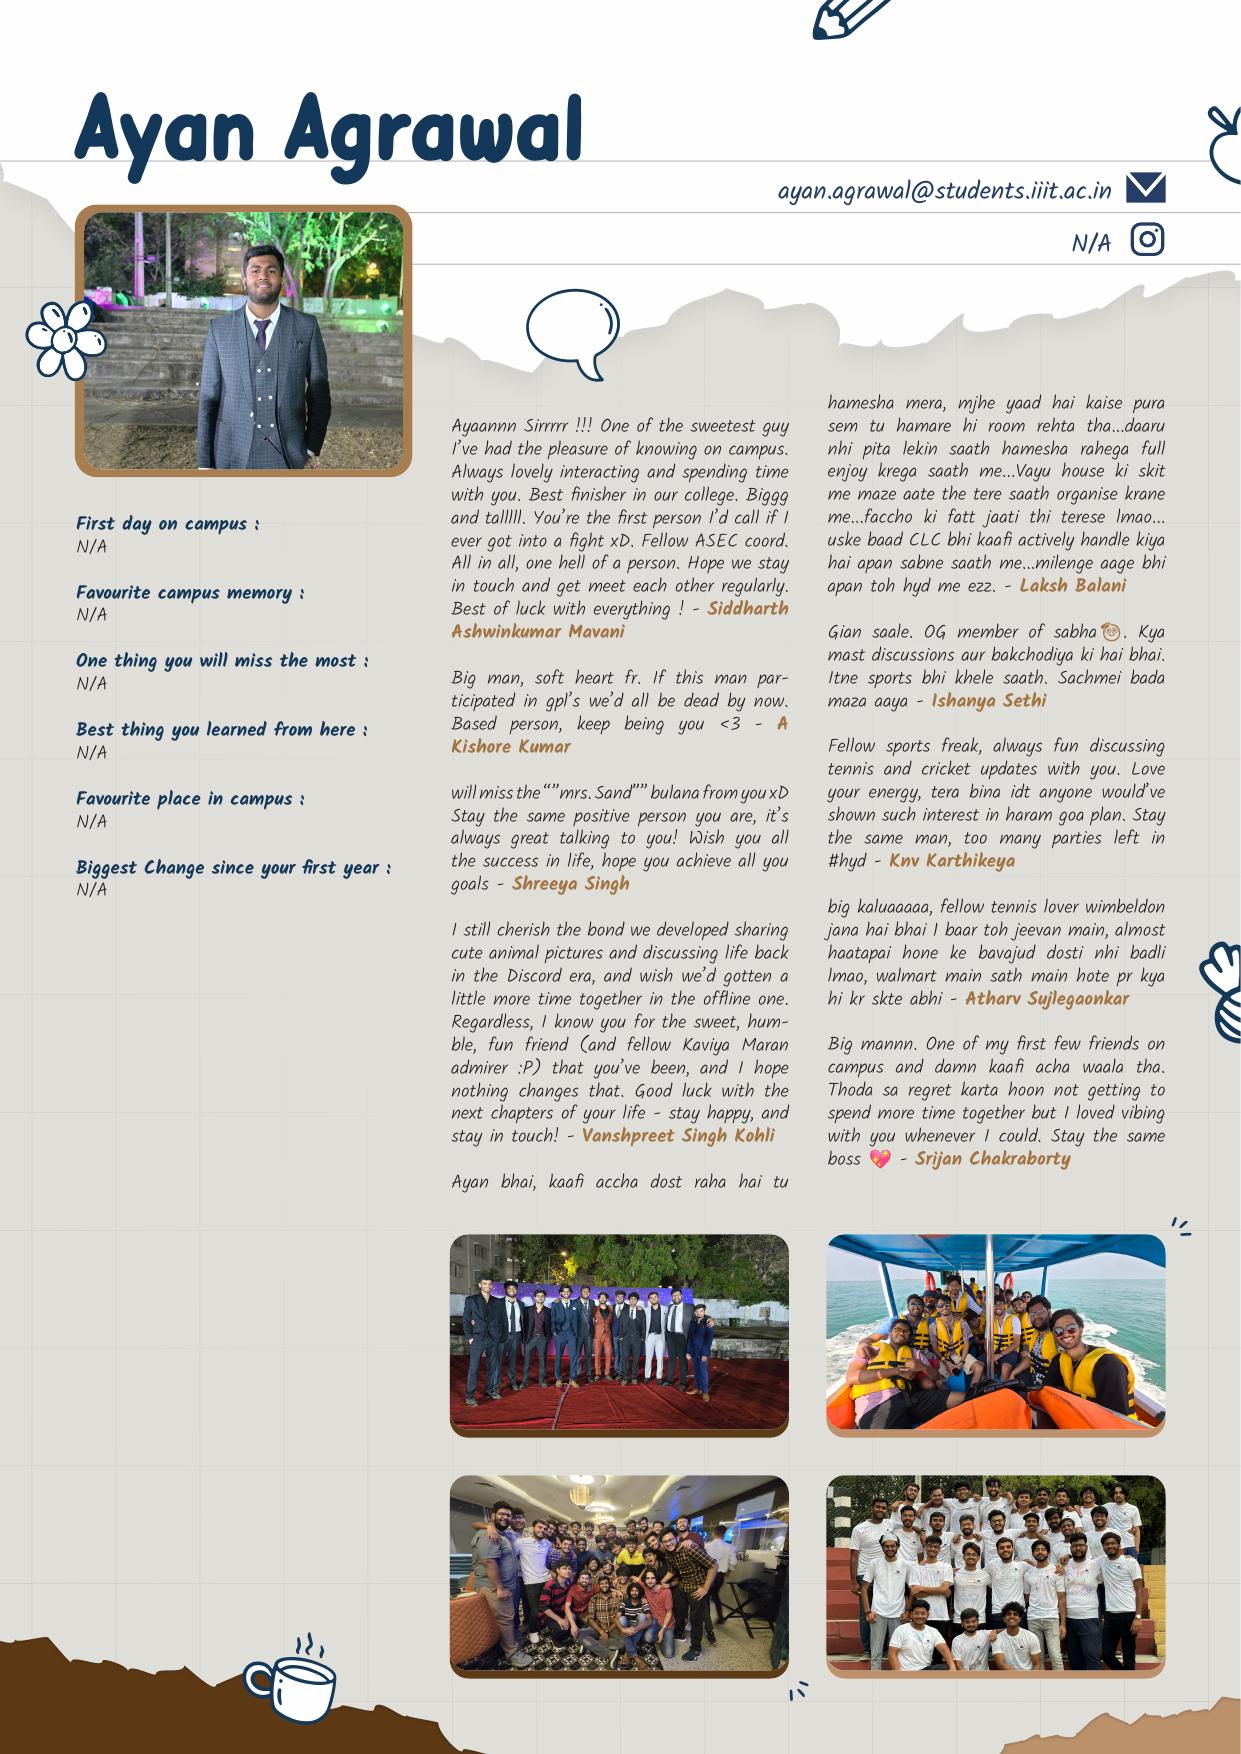 Ayan Agrawal
ayan.agrawal@students.iiit.ac.in
N/A
First day on campus :
N/A
Favourite campus memory :
N/A
One thing you will miss the most :
N/A
Best thing you learned from here :
N/A
Favourite place in campus :
N/A
Biggest Change since your first year :
N/A
Ayaannn Sirrrrr !!! One of the sweetest guy
I've had the pleasure of knowing on campus.
Always lovely interacting and spending time
with you. Best finisher in our college. Biggg
and talllll. You're the first person I'd call if I
ever got into a fight xD. Fellow ASEC coord.
All in all, one hell of a person. Hope we stay
in touch and get meet each other regularly.
Best of luck with everything ! - Siddharth
Ashwinkumar Mavani
Big man, soft heart fr. If this man par-
ticipated in gpl's we'd all be dead by now.
Based person, keep being you <3 - A
Kishore Kumar
will miss the “”mrs. Sand”” bulana from you xD
Stay the same positive person you are, it's
always great talking to you! Wish you all
the success in life, hope you achieve all you
goals - Shreeya Singh
I still cherish the bond we developed sharing
cute animal pictures and discussing life back
in the Discord era, and wish we'd gotten a
little more time together in the offline one.
Regardless, I know you for the sweet, hum-
ble, fun friend (and fellow Kaviya Maran
admirer :P) that you've been, and I hope
nothing changes that. Good luck with the
next chapters of your life - stay happy, and
stay in touch! - Vanshpreet Singh Kohli
Ayan bhai, kaafi accha dost raha hai tu
hamesha mera, mjhe yaad hai kaise pura
sem tu hamare hi room rehta tha...daaru
nhi pita lekin saath hamesha rahega full
enjoy krega saath me...Vayu house ki skit
me maze aate the tere saath organise krane
me...faccho ki fatt jaati thi terese lmao...
uske baad CLC bhi kaafi actively handle kiya
hai apan sabne saath me...milenge aage bhi
apan toh hyd me ezz. - Laksh Balani
Gian saale. OG member of sabha. Kya
mast discussions aur bakchodiya ki hai bhai.
Itne sports bhi khele saath. Sachmei bada
maza aaya - Ishanya Sethi
Fellow sports freak, always fun discussing
tennis and cricket updates with you. Love
your energy, tera bina idt anyone would've
shown such interest in haram goa plan. Stay
the same man, too many parties left in
#hyd - Knv Karthikeya
big kaluaaaaa, fellow tennis lover wimbeldon
jana hai bhai 1 baar toh jeevan main, almost
haatapai hone ke bavajud dosti nhi badli
lmao, walmart main sath main hote pr kya
hi kr skte abhi - Atharv Sujlegaonkar
Big mannn. One of my first few friends on
campus and damn kaafi acha waala tha.
Thoda sa regret karta hoon not getting to
spend more time together but I loved vibing
with you whenever I could. Stay the same
boss 💖 - Srijan Chakraborty